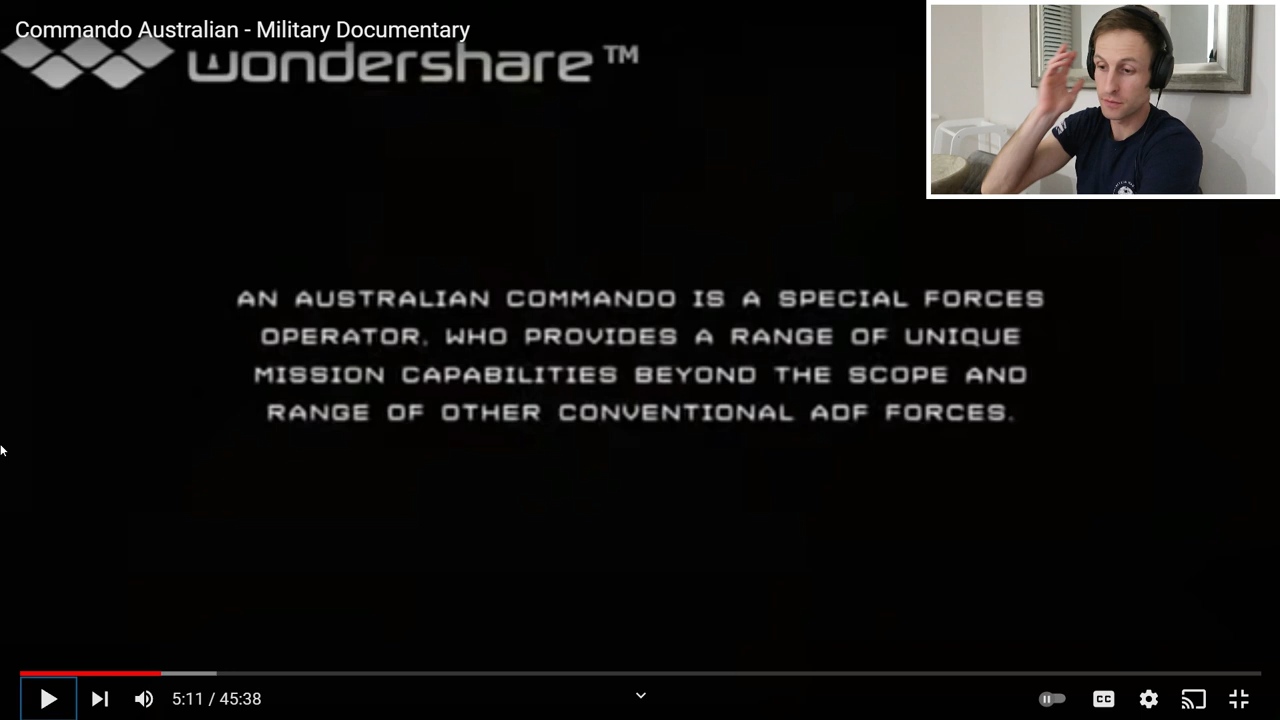 Commando Australian - Military Documentary
wondershare™
AN AUSTRALIAN COMMANDO IS A SPECIAL FORCES
OPERATOR, WHO PROVIDES A RANGE OF UNIQUE
MISSION CAPABILITIES BEYOND THE SCOPE AND
RANGE OF OTHER CONVENTIONAL ADF FORCES.
5:11 / 45:38
CC